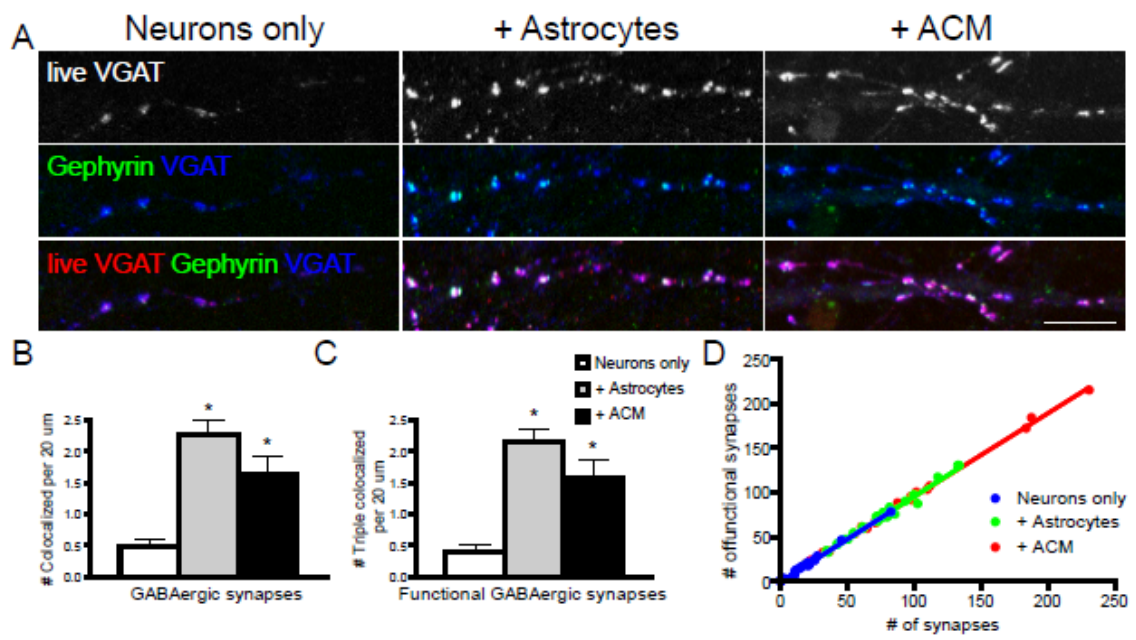 Neurons only + Astrocytes + ACM
A
live VGAT
Gephyrin VGAT
live VGAT Gephyrin VGAT
B
# Colocalized per 20 um
2.5
2.0
1.5
1.0
0.5
0.0
*
*
GABAergic synapses
C
Neurons only
+ Astrocytes
+ ACM
# Triple colocalized
per 20 um
2.5
2.0
1.5
1.0
0.5
0.0
*
*
Functional GABAergic synapses
D
# offunctional synapses
250
200
150
100
50
0
Neurons only
+ Astrocytes
+ ACM
0 50 100 150 200 250
# of synapses